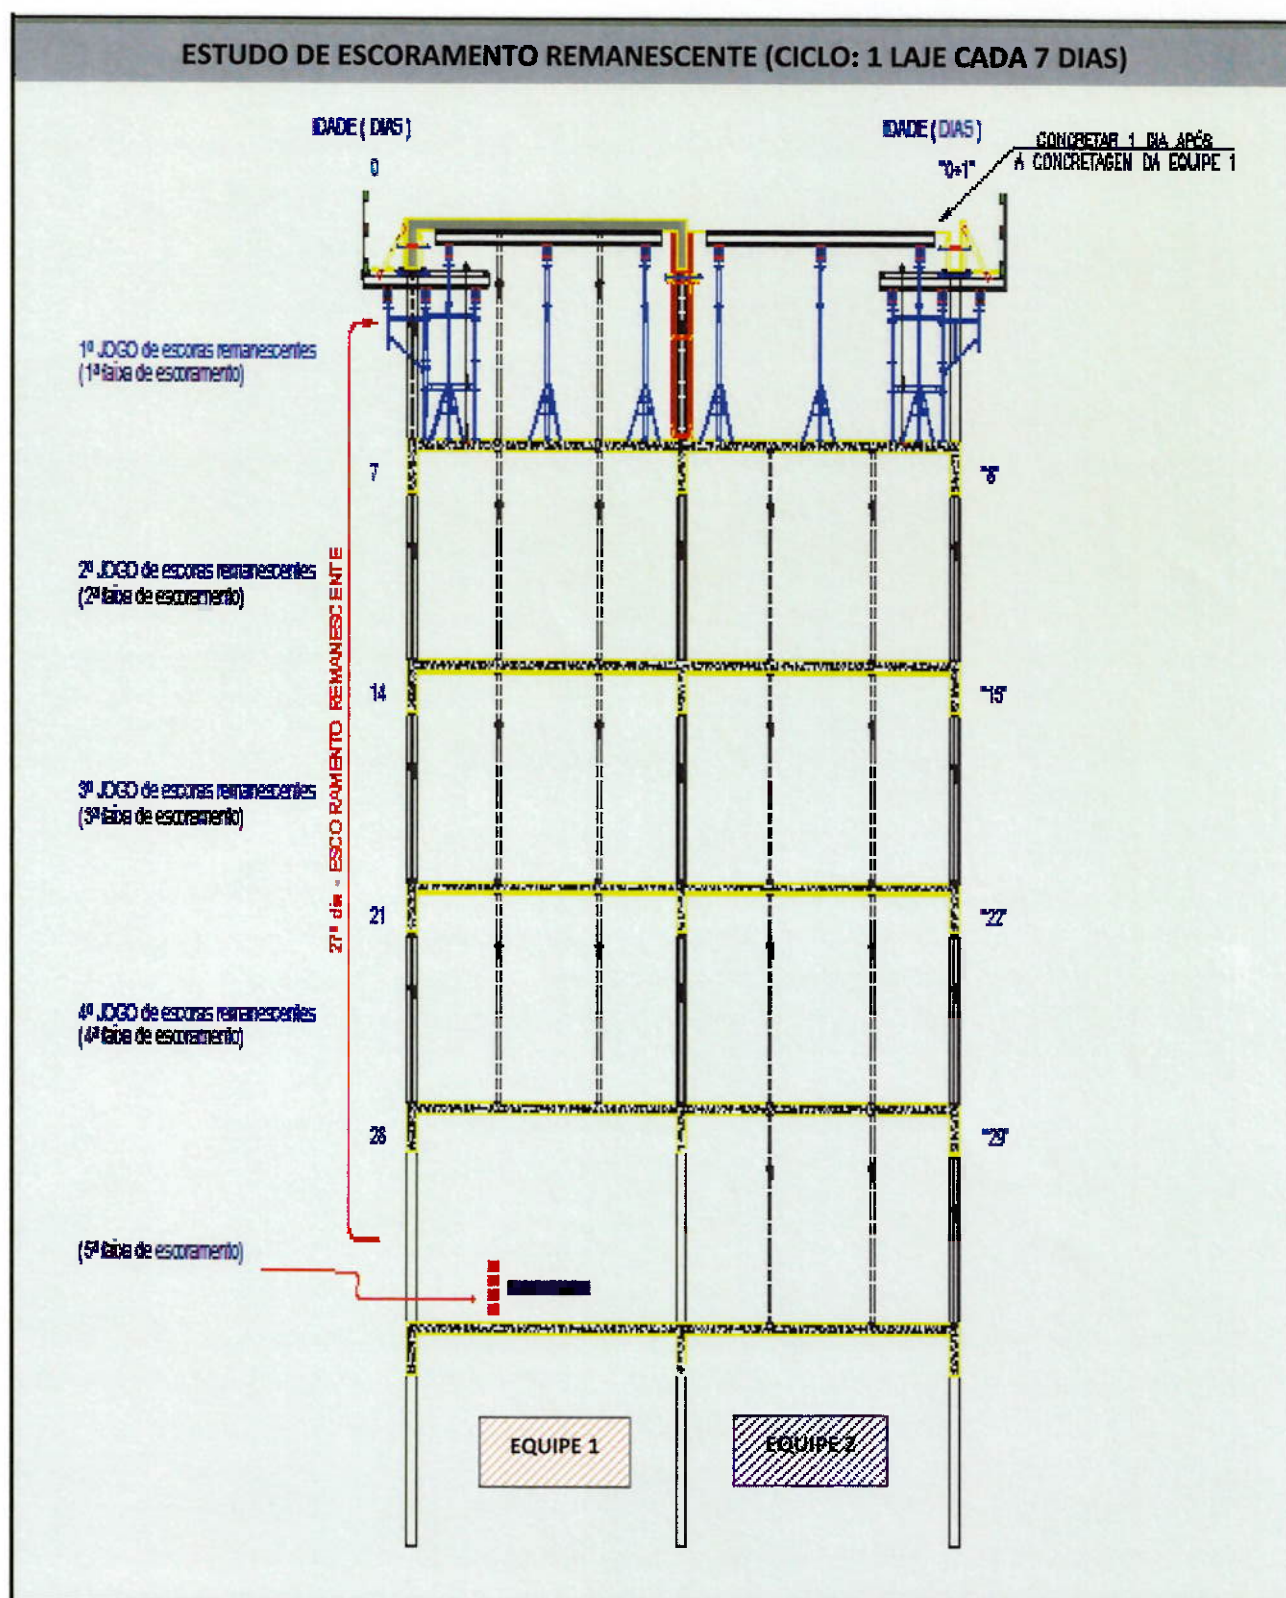 ESTUDO DE ESCORAMENTO REMANESCENTE (CICLO: 1 LAJE CADA 7 DIAS)
IDADE ( DIAS )
IDADE ( DIAS )
0
"0+1"
CONCRETAR 1 DIA APÓS
A CONCRETAGEM DA EQUIPE 1
1º JOGO de escoras remanescentes
(1ª faixa de escoramento)
7
"8"
2º JOGO de escoras remanescentes
(2ª faixa de escoramento)
27º dia - ESCORAMENTO REMANESCENTE
14
"15"
3º JOGO de escoras remanescentes
(3ª faixa de escoramento)
21
"22"
4º JOGO de escoras remanescentes
(4ª faixa de escoramento)
28
"29"
(5ª faixa de escoramento)
EQUIPE 1
EQUIPE 2